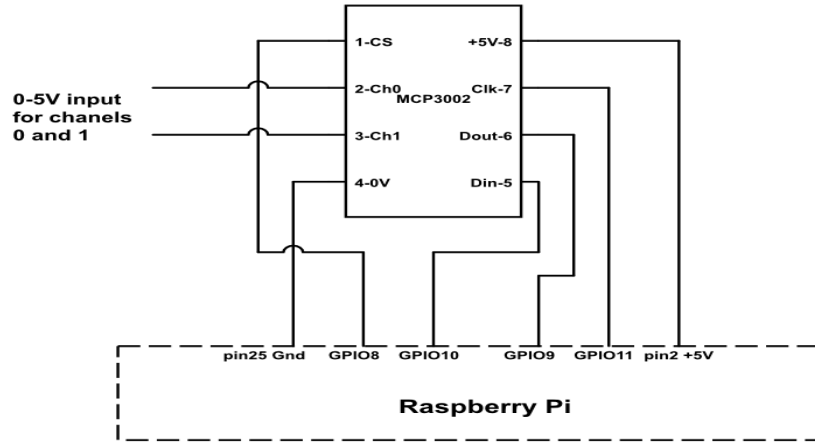 1-CS +5V-8
2-Ch0 Clk-7
MCP3002
0-5V input
for chanels
0 and 1
3-Ch1 Dout-6
4-0V Din-5
pin25 Gnd GPIO8 GPIO10 GPIO9 GPIO11 pin2 +5V
Raspberry Pi